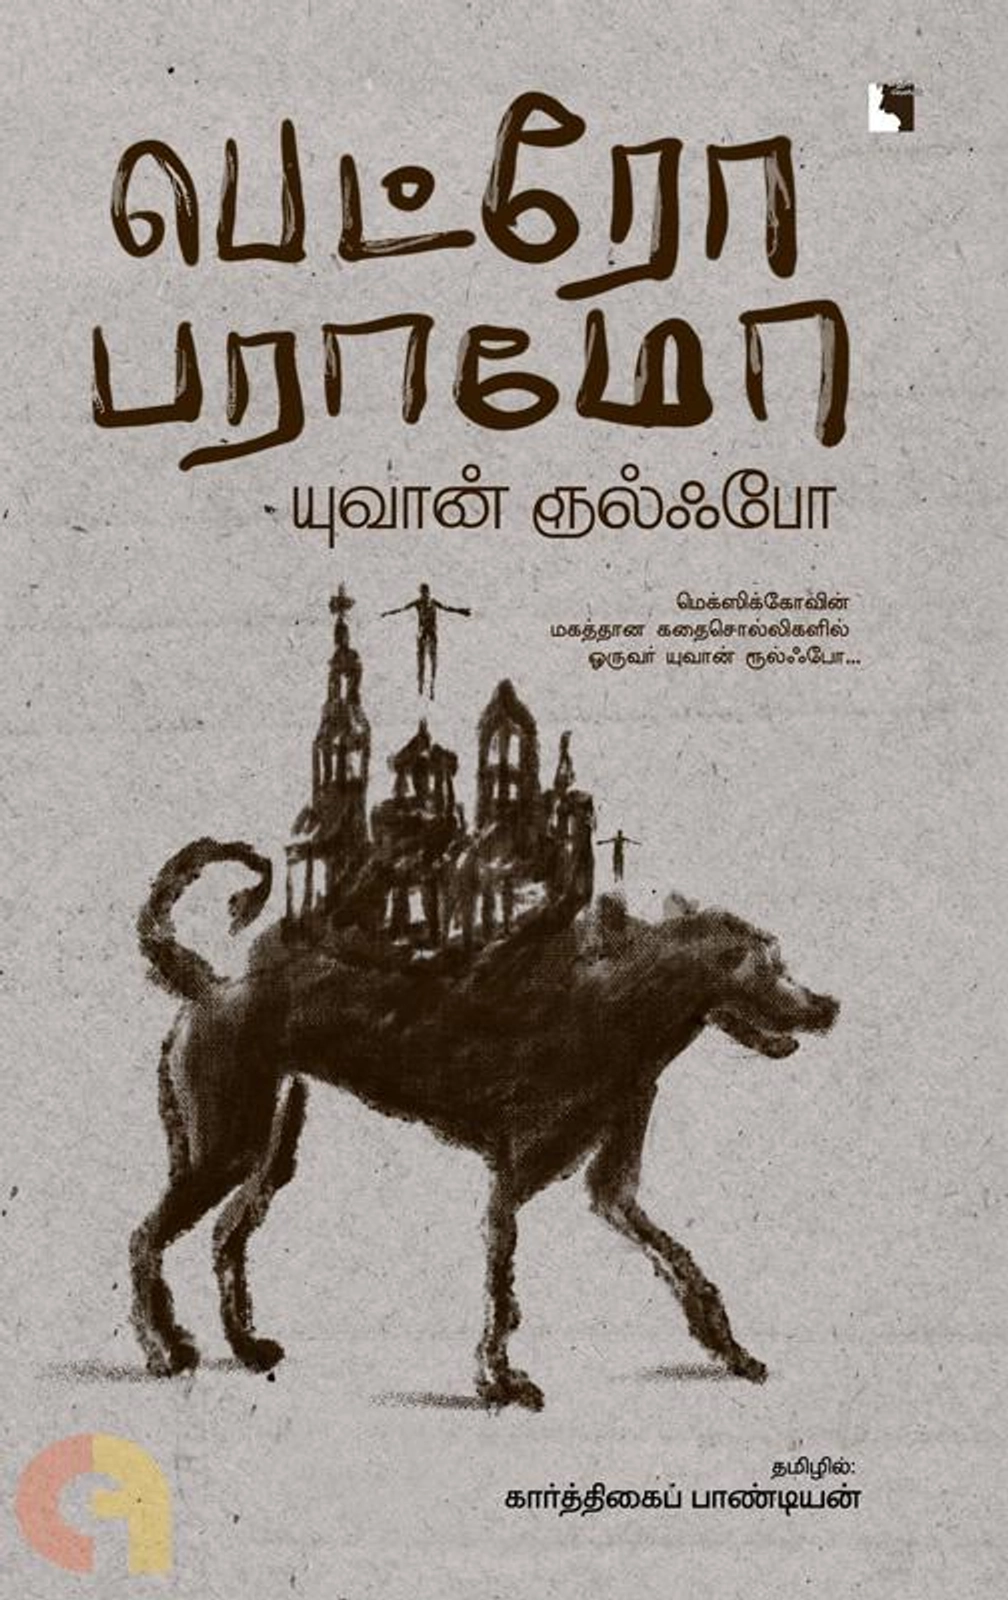 பெட்ரோ
பராமோ
யுவான் ரூல்ஃபோ
மெக்ஸிக்கோவின்
மகத்தான கதைசொல்லிகளில்
ஒருவர் யுவான் ரூல்ஃபோ...
தமிழில்:
கார்த்திகைப் பாண்டியன்